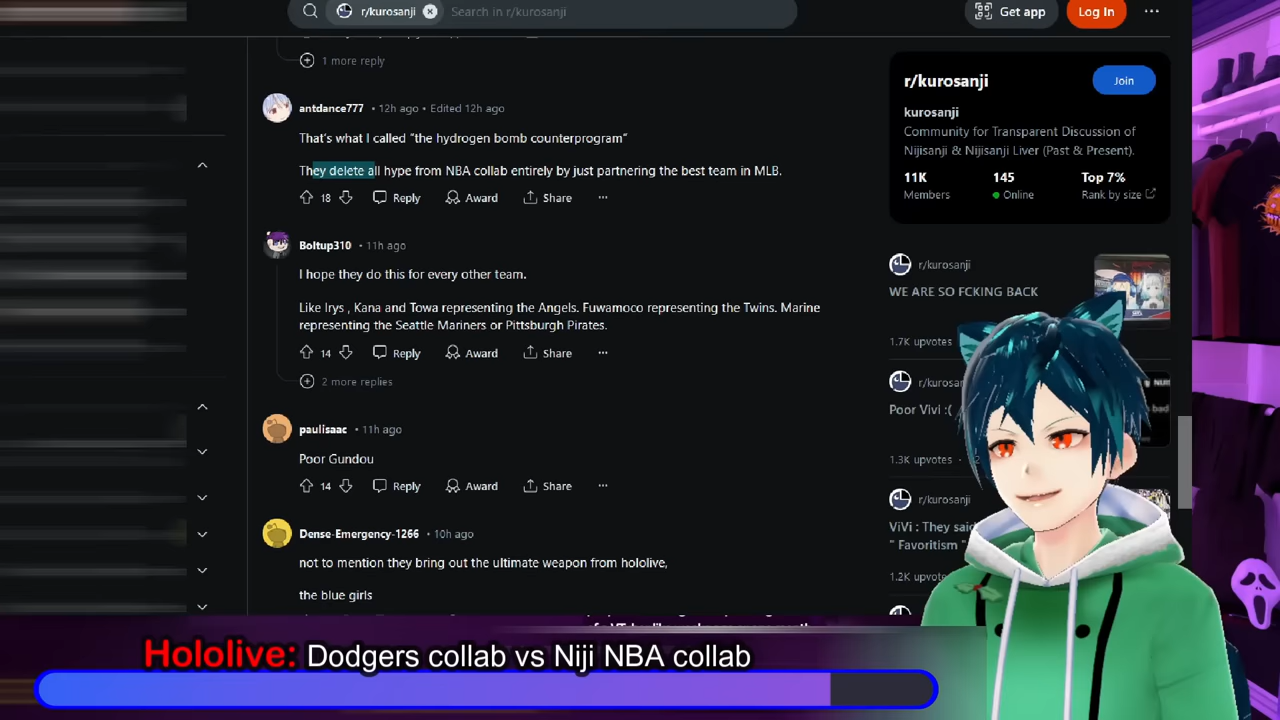 r/kurosanji
Search in r/kurosanji
Get app
Log In
1 more reply
antdance777 • 12h ago • Edited 12h ago
That's what I called "the hydrogen bomb counterprogram"
They delete all hype from NBA collab entirely by just partnering the best team in MLB.
18
Reply
Award
Share
Boltup310 • 11h ago
I hope they do this for every other team.
Like Irys , Kana and Towa representing the Angels. Fuwamoco representing the Twins. Marine
representing the Seattle Mariners or Pittsburgh Pirates.
14
Reply
Award
Share
2 more replies
paulisaac • 11h ago
Poor Gundou
14
Reply
Award
Share
Dense-Emergency-1266 • 10h ago
not to mention they bring out the ultimate weapon from hololive,
the blue girls
r/kurosanji
Join
kurosanji
Community for Transparent Discussion of
Nijisanji & Nijisanji Liver (Past & Present).
11K
145
Top 7%
Members
Online
Rank by size
r/kurosanji
WE ARE SO FCKING BACK
1.7K upvotes
Poor Vivi :(
1.3K upvotes
r/kurosanji
ViVi : They said
" Favoritism "
1.2K
Hololive: Dodgers collab vs Niji NBA collab